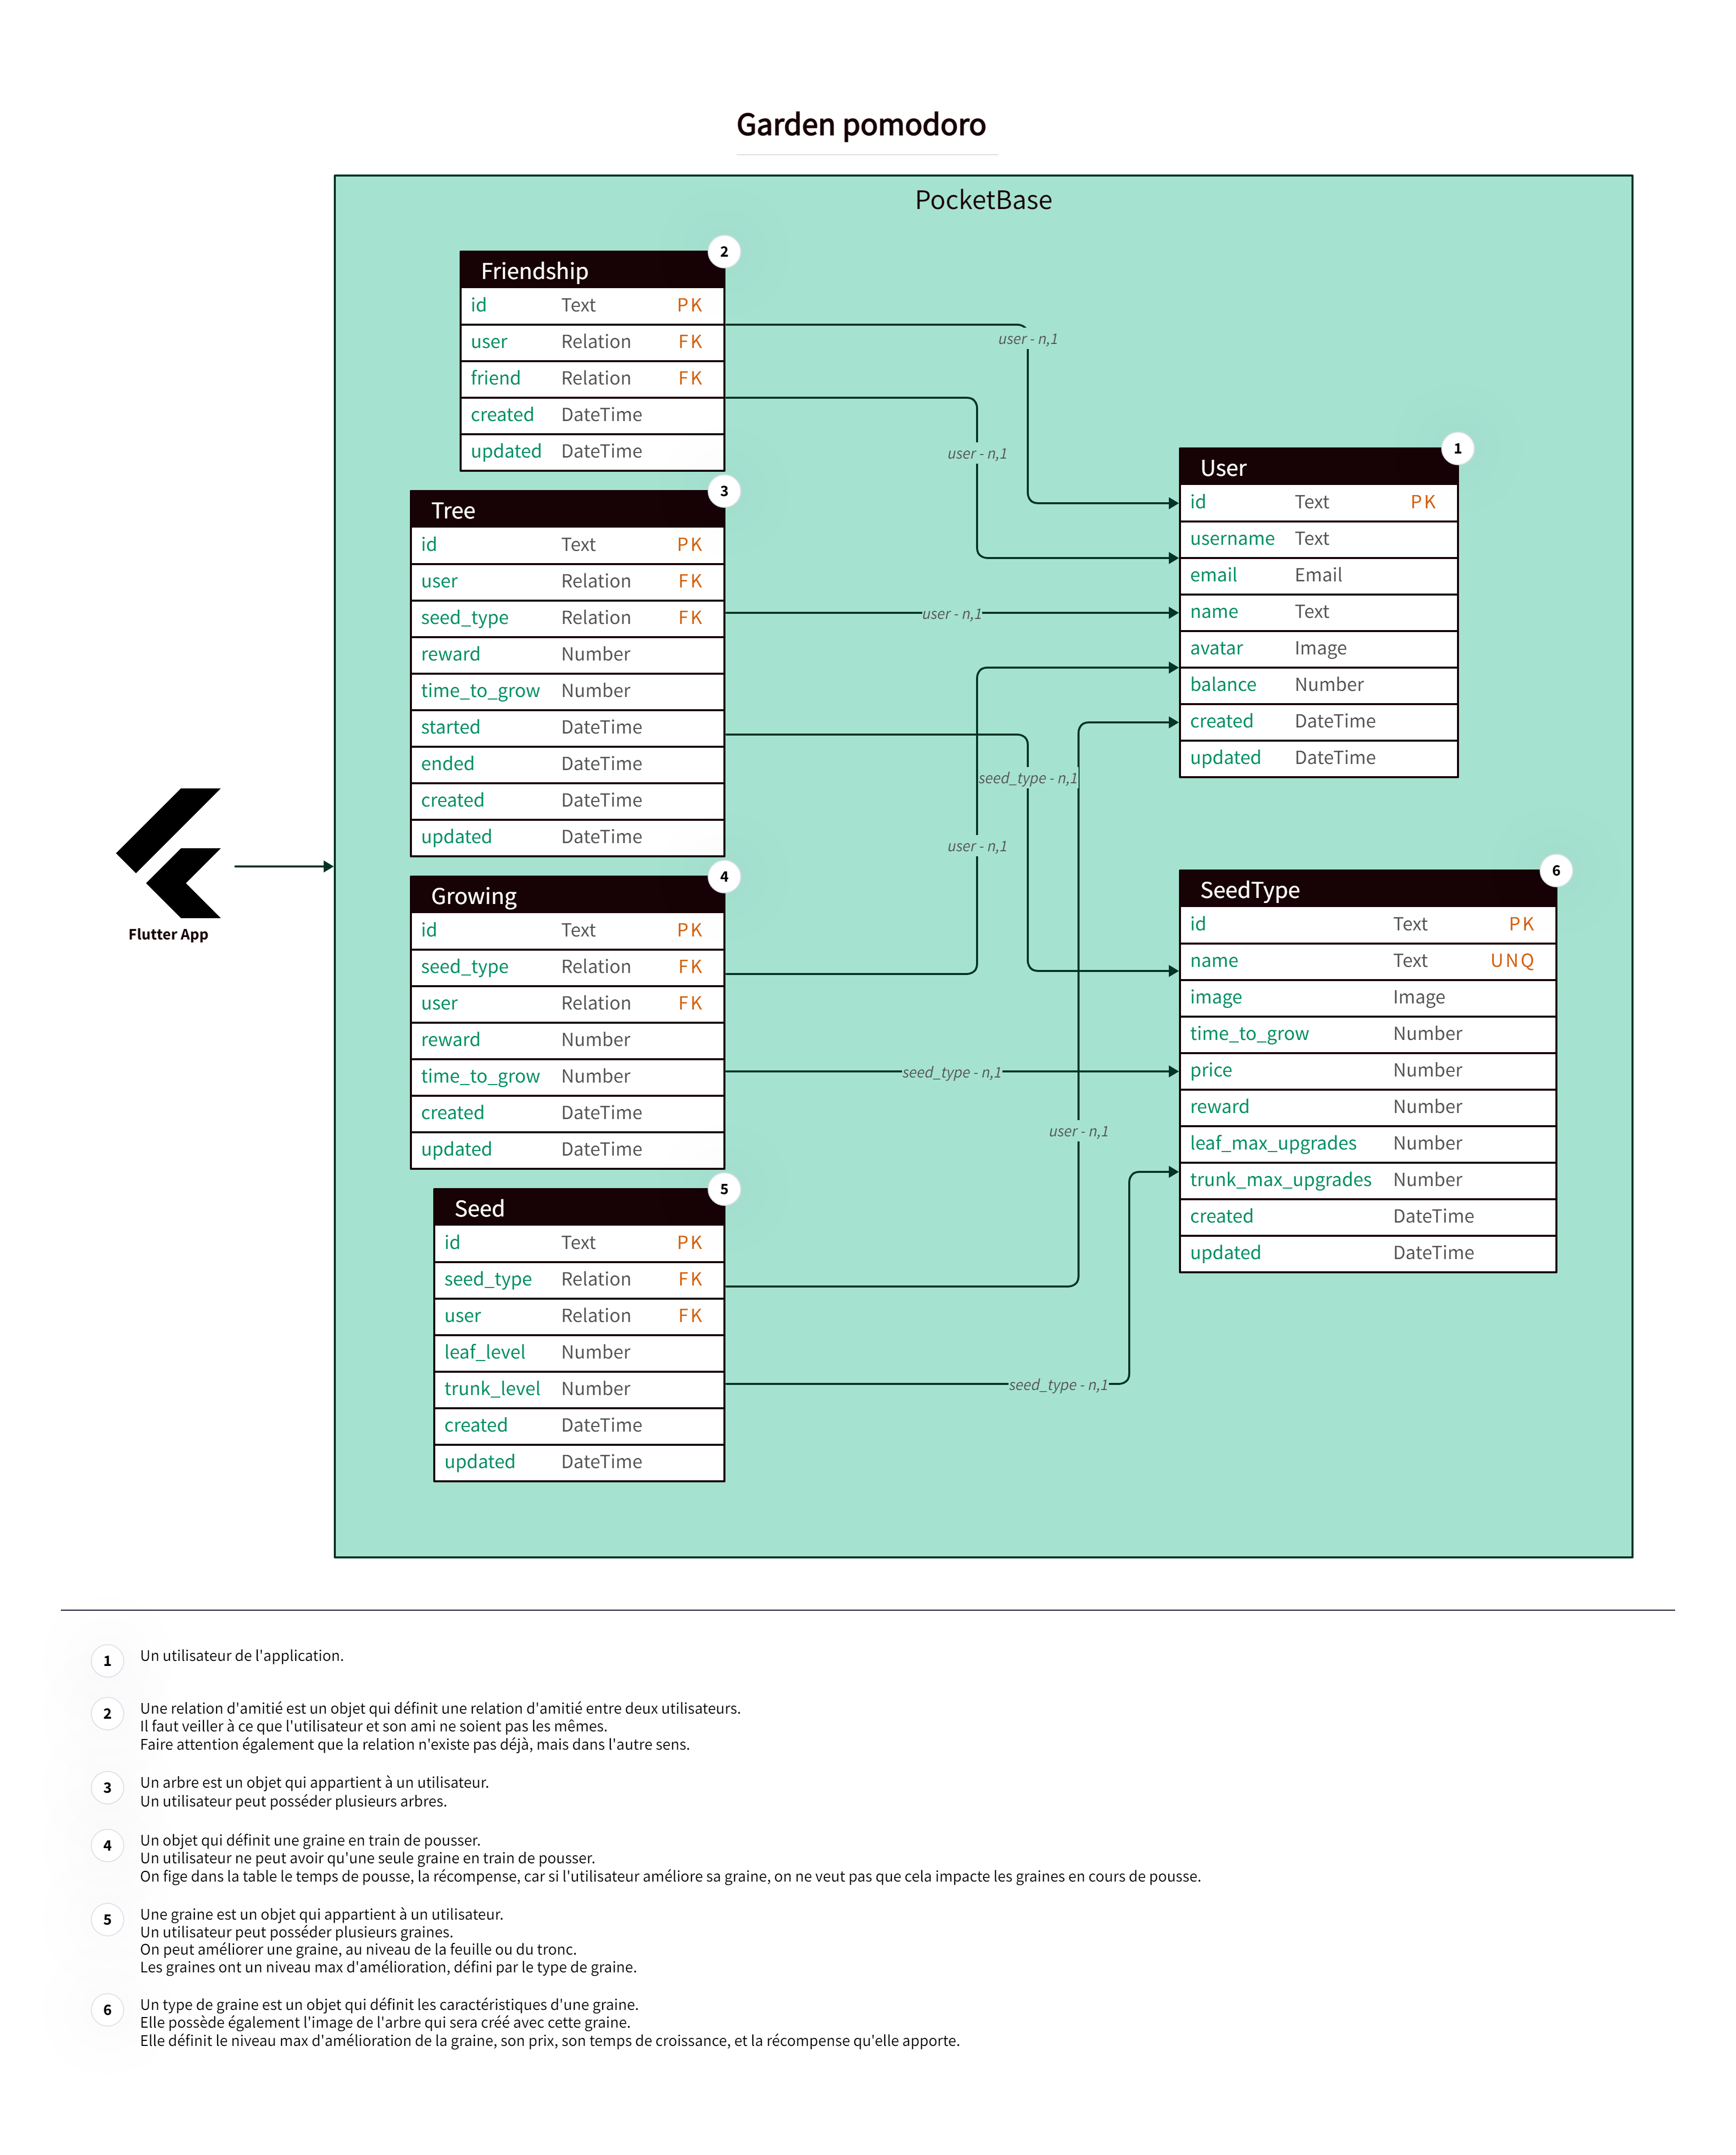 Garden pomodoro
PocketBase
Friendship
2
id Text PK
user Relation FK
friend Relation FK
created DateTime
updated DateTime
user - n,1
user - n,1
User
1
id Text PK
username Text
email Email
name Text
avatar Image
balance Number
created DateTime
updated DateTime
Tree
3
id Text PK
user Relation FK
seed_type Relation FK
reward Number
time_to_grow Number
started DateTime
ended DateTime
created DateTime
updated DateTime
user - n,1
seed_type - n,1
user - n,1
Flutter App
Growing
4
id Text PK
seed_type Relation FK
user Relation FK
reward Number
time_to_grow Number
created DateTime
updated DateTime
seed_type - n,1
user - n,1
SeedType
6
id Text PK
name Text UNQ
image Image
time_to_grow Number
price Number
reward Number
leaf_max_upgrades Number
trunk_max_upgrades Number
created DateTime
updated DateTime
Seed
5
id Text PK
seed_type Relation FK
user Relation FK
leaf_level Number
trunk_level Number
created DateTime
updated DateTime
seed_type - n,1
1 Un utilisateur de l'application.
2 Une relation d'amitié est un objet qui définit une relation d'amitié entre deux utilisateurs.
Il faut veiller à ce que l'utilisateur et son ami ne soient pas les mêmes.
Faire attention également que la relation n'existe pas déjà, mais dans l'autre sens.
3 Un arbre est un objet qui appartient à un utilisateur.
Un utilisateur peut posséder plusieurs arbres.
4 Un objet qui définit une graine en train de pousser.
Un utilisateur ne peut avoir qu'une seule graine en train de pousser.
On fige dans la table le temps de pousse, la récompense, car si l'utilisateur améliore sa graine, on ne veut pas que cela impacte les graines en cours de pousse.
5 Une graine est un objet qui appartient à un utilisateur.
Un utilisateur peut posséder plusieurs graines.
On peut améliorer une graine, au niveau de la feuille ou du tronc.
Les graines ont un niveau max d'amélioration, défini par le type de graine.
6 Un type de graine est un objet qui définit les caractéristiques d'une graine.
Elle possède également l'image de l'arbre qui sera créé avec cette graine.
Elle définit le niveau max d'amélioration de la graine, son prix, son temps de croissance, et la récompense qu'elle apporte.